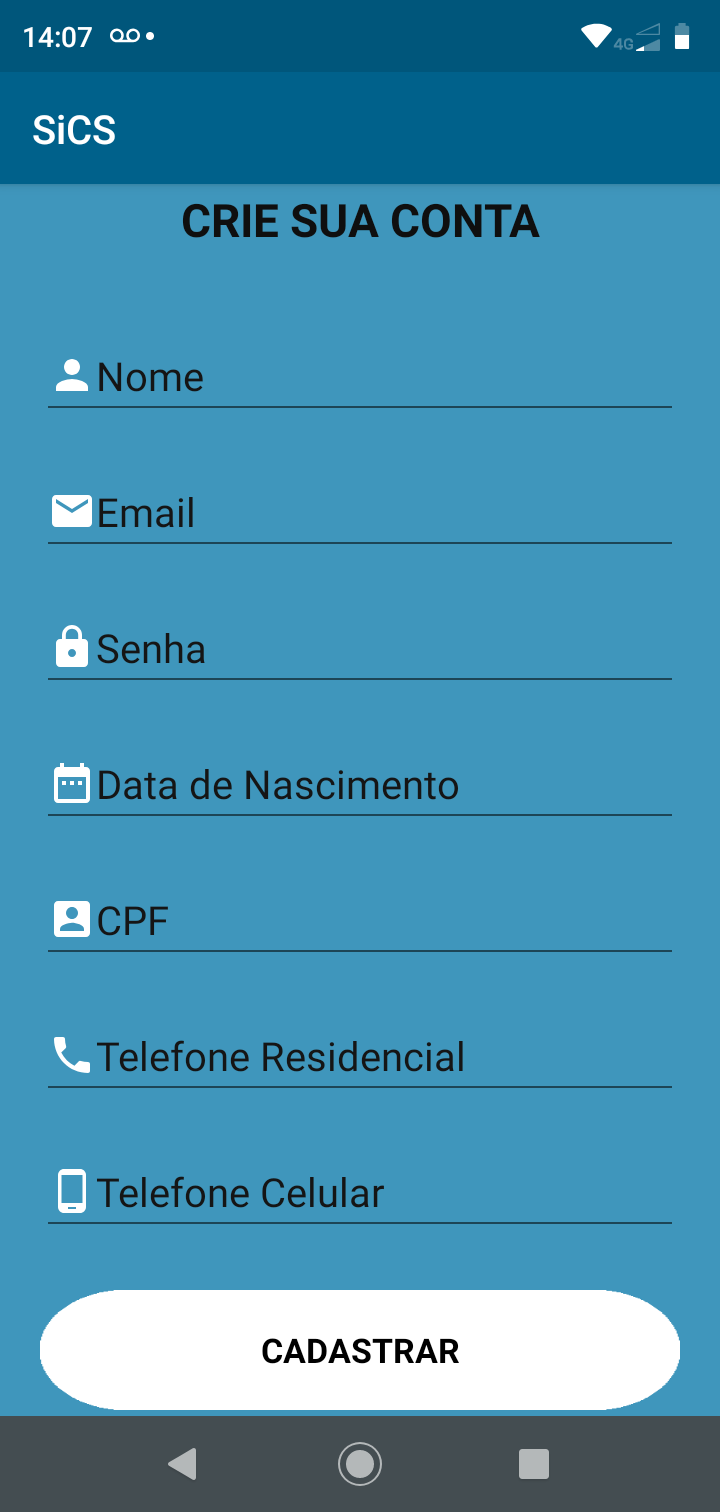 14:07
4G
SiCS
CRIE SUA CONTA
Nome
Email
Senha
Data de Nascimento
CPF
Telefone Residencial
Telefone Celular
CADASTRAR